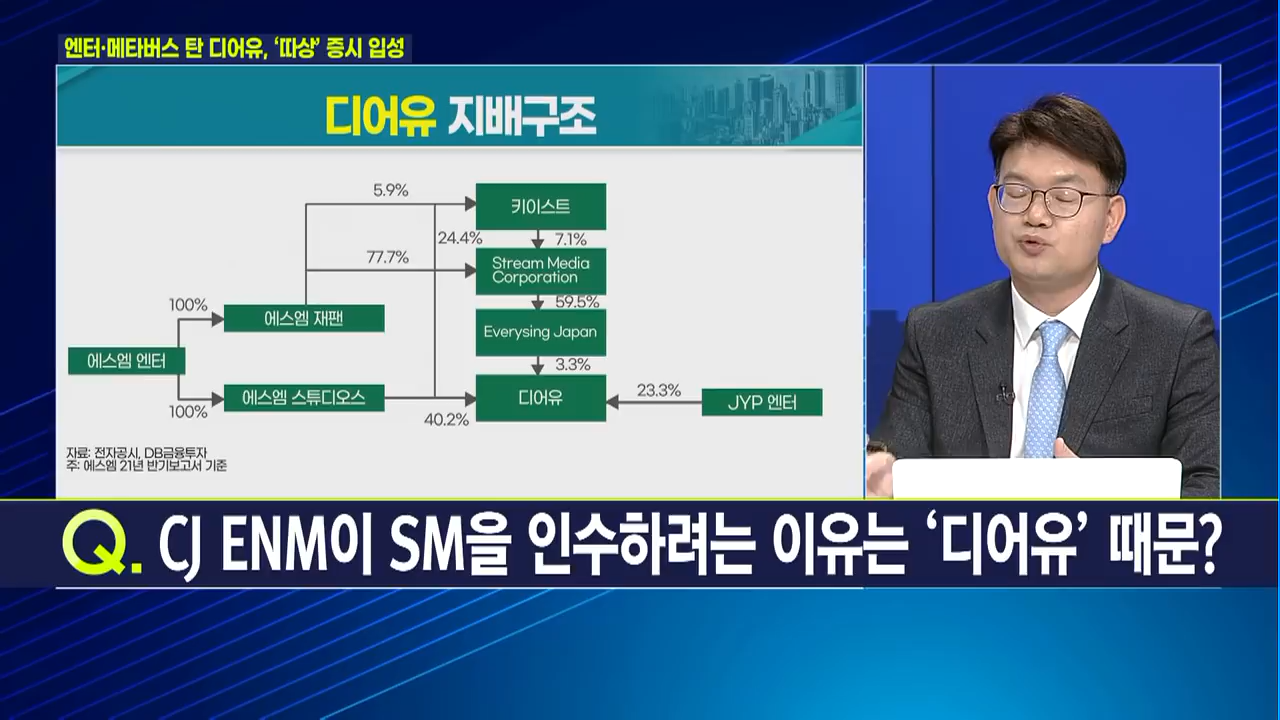 엔터·메타버스 탄 디어유, ‘따상’ 증시 입성
디어유 지배구조
5.9%
키이스트
24.4%
7.1%
77.7%
Stream Media
Corporation
59.5%
100%
에스엠 재팬
Everysing Japan
에스엠 엔터
3.3%
100%
에스엠 스튜디오스
40.2%
디어유
23.3%
JYP 엔터
자료: 전자공시, DB금융투자
주: 에스엠 21년 반기보고서 기준
Q. CJ ENM이 SM을 인수하려는 이유는 ‘디어유’ 때문?